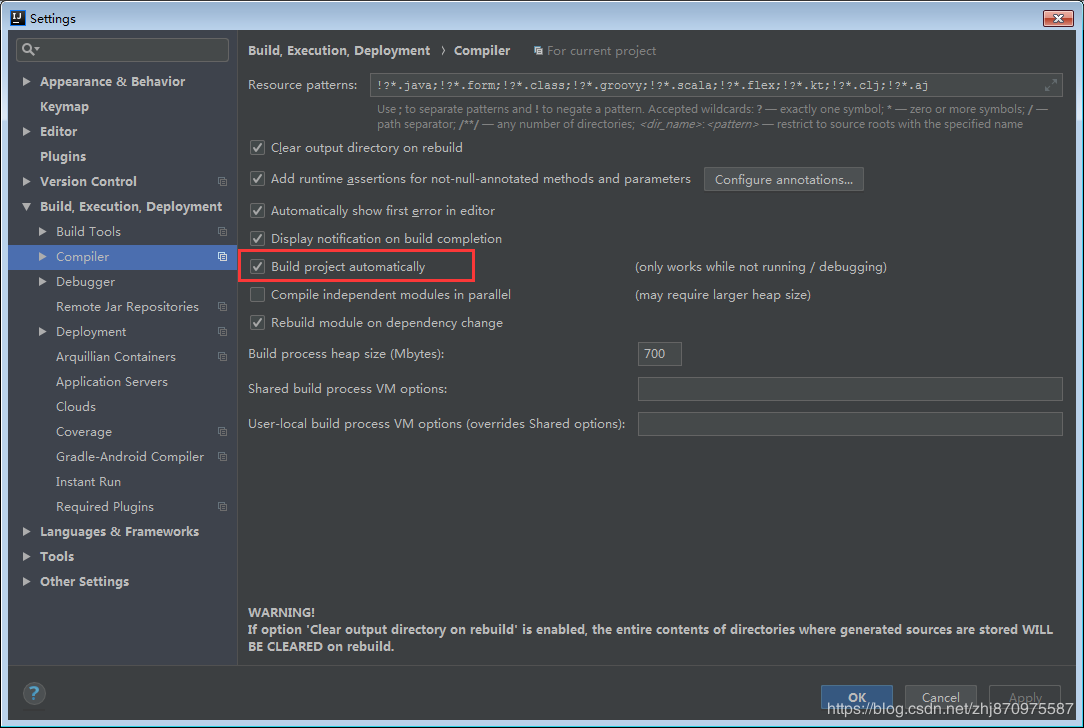 IJ Settings
Build, Execution, Deployment › Compiler For current project
Appearance & Behavior
Keymap
Editor
Plugins
Version Control
Build, Execution, Deployment
Build Tools
Compiler
Debugger
Remote Jar Repositories
Deployment
Arquillian Containers
Application Servers
Clouds
Coverage
Gradle-Android Compiler
Instant Run
Required Plugins
Languages & Frameworks
Tools
Other Settings
Resource patterns: !?*.java;!?*.form;!?*.class;!?*.groovy;!?*.scala;!?*.flex;!?*.kt;!?*.clj;!?*.aj
Use ; to separate patterns and ! to negate a pattern. Accepted wildcards: ? — exactly one symbol; * — zero or more symbols; / —
path separator; /**/ — any number of directories; <dir_name>:<pattern> — restrict to source roots with the specified name
Clear output directory on rebuild
Add runtime assertions for not-null-annotated methods and parameters Configure annotations...
Automatically show first error in editor
Display notification on build completion
Build project automatically (only works while not running / debugging)
Compile independent modules in parallel (may require larger heap size)
Rebuild module on dependency change
Build process heap size (Mbytes): 700
Shared build process VM options:
User-local build process VM options (overrides Shared options):
WARNING!
If option 'Clear output directory on rebuild' is enabled, the entire contents of directories where generated sources are stored WILL
BE CLEARED on rebuild.
?
OK Cancel Apply
https://blog.csdn.net/zhj870975587